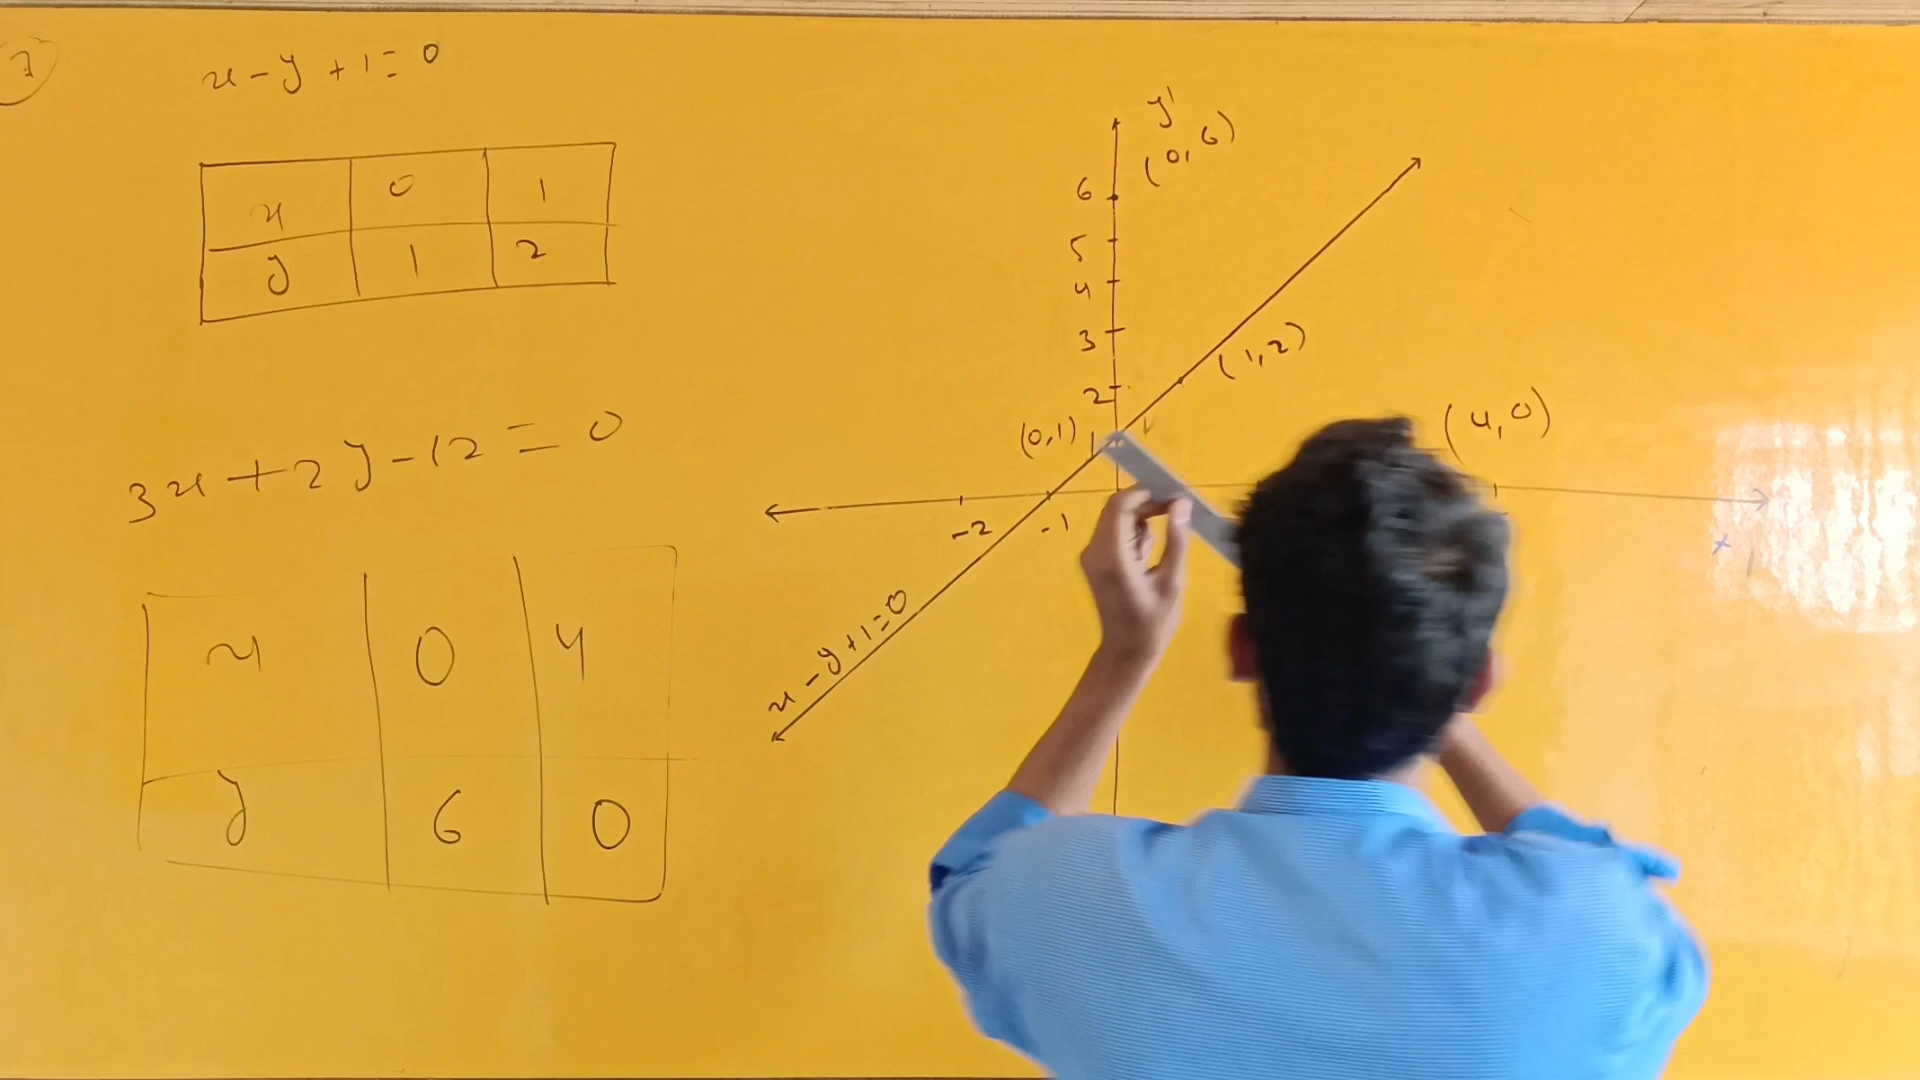 7
x - y + 1 = 0
x 0 1
y 1 2
3x + 2y - 12 = 0
x 0 4
y 6 0
y'
(0, 6)
6
5
4
3
(1, 2)
2
(0, 1) 1
(4, 0)
-2 -1
x
x - y + 1 = 0